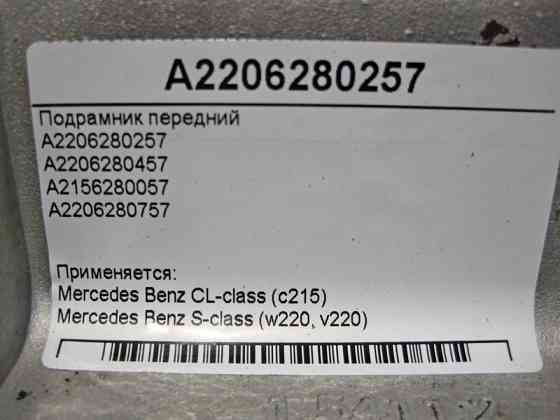 A2206280257
Подрамник передний
A2206280257
A2206280457
A2156280057
A2206280757
Применяется:
Mercedes Benz CL-class (c215)
Mercedes Benz S-class (w220, v220)